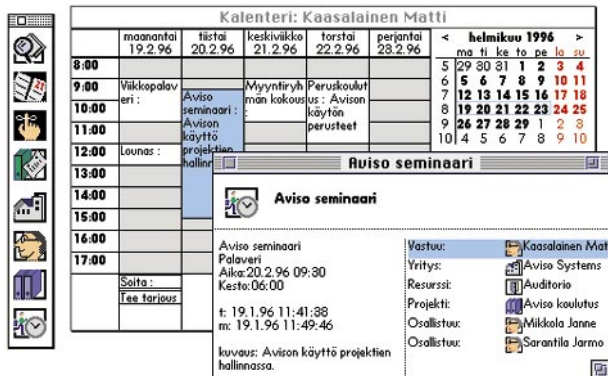 Kalenteri: Kaasalainen Matti
maanantai 19.2.96
tiistai 20.2.96
keskiviikko 21.2.96
torstai 22.2.96
perjantai 23.2.96
8:00
9:00
10:00
11:00
12:00
13:00
14:00
15:00
16:00
17:00
Viikkopalav
eri :
Lounas :
Soita :
Tee tarjous
Aviso
seminaari :
Avison
käyttö
projektien
hallinn
Myyntiryh
män kokous
:
Peruskoulut
us : Avison
käytön
perusteet
< helmikuu 1996 >
ma ti ke to pe la su
5 29 30 31 1 2 3 4
6 5 6 7 8 9 10 11
7 12 13 14 15 16 17 18
8 19 20 21 22 23 24 25
9 26 27 28 29 1 2 3
10 4 5 6 7 8 9 10
Aviso seminaari
Aviso seminaari
Aviso seminaari
Palaveri
Aika:20.2.96 09:30
Kesto:06:00
t: 19.1.96 11:41:38
m: 19.1.96 11:49:46
kuvaus: Avison käyttö projektien
hallinnassa.
Vastuu: Kaasalainen Mat
Yritys: Aviso Systems
Resurssi: Auditorio
Projekti: Aviso koulutus
Osallistuu: Mikkola Janne
Osallistuu: Sarantila Jarmo